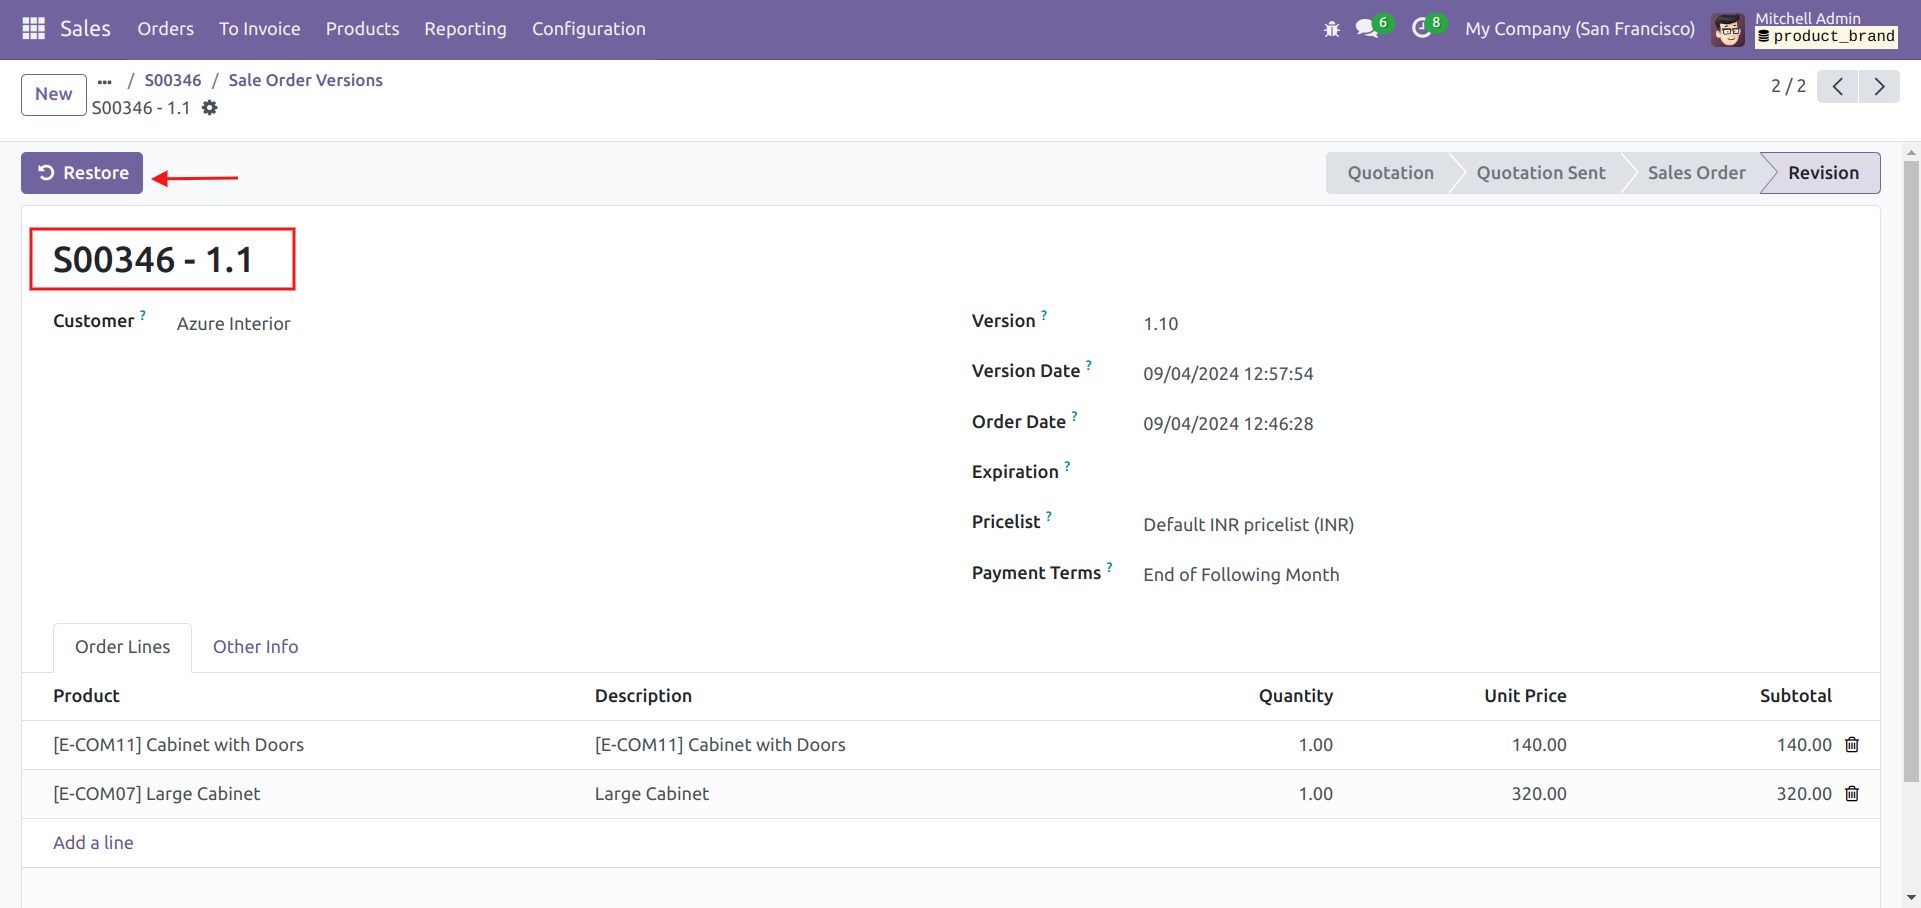 Sales Orders To Invoice Products Reporting Configuration 6 8 My Company (San Francisco) Mitchell Admin
product_brand
New ... / S00346 / Sale Order Versions 2 / 2
S00346 - 1.1
Restore Quotation Quotation Sent Sales Order Revision
S00346 - 1.1
Customer ? Azure Interior
Version ? 1.10
Version Date ? 09/04/2024 12:57:54
Order Date ? 09/04/2024 12:46:28
Expiration ?
Pricelist ? Default INR pricelist (INR)
Payment Terms ? End of Following Month
Order Lines Other Info
Product Description Quantity Unit Price Subtotal
[E-COM11] Cabinet with Doors [E-COM11] Cabinet with Doors 1.00 140.00 140.00
[E-COM07] Large Cabinet Large Cabinet 1.00 320.00 320.00
Add a line